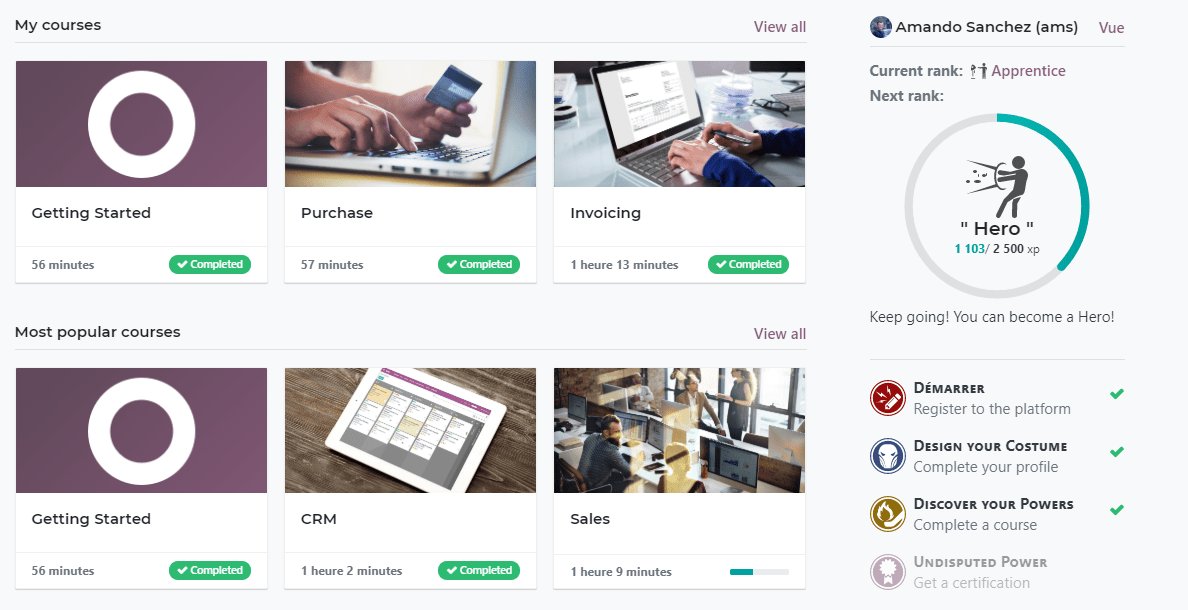 My courses
View all
Getting Started
56 minutes
Completed
Purchase
57 minutes
Completed
Invoicing
1 heure 13 minutes
Completed
Most popular courses
View all
Getting Started
56 minutes
Completed
CRM
1 heure 2 minutes
Completed
Sales
1 heure 9 minutes
Amando Sanchez (ams)
Vue
Current rank: Apprentice
Next rank:
" Hero "
1 103/ 2 500 xp
Keep going! You can become a Hero!
Démarrer
Register to the platform
Design your Costume
Complete your profile
Discover your Powers
Complete a course
Undisputed Power
Get a certification